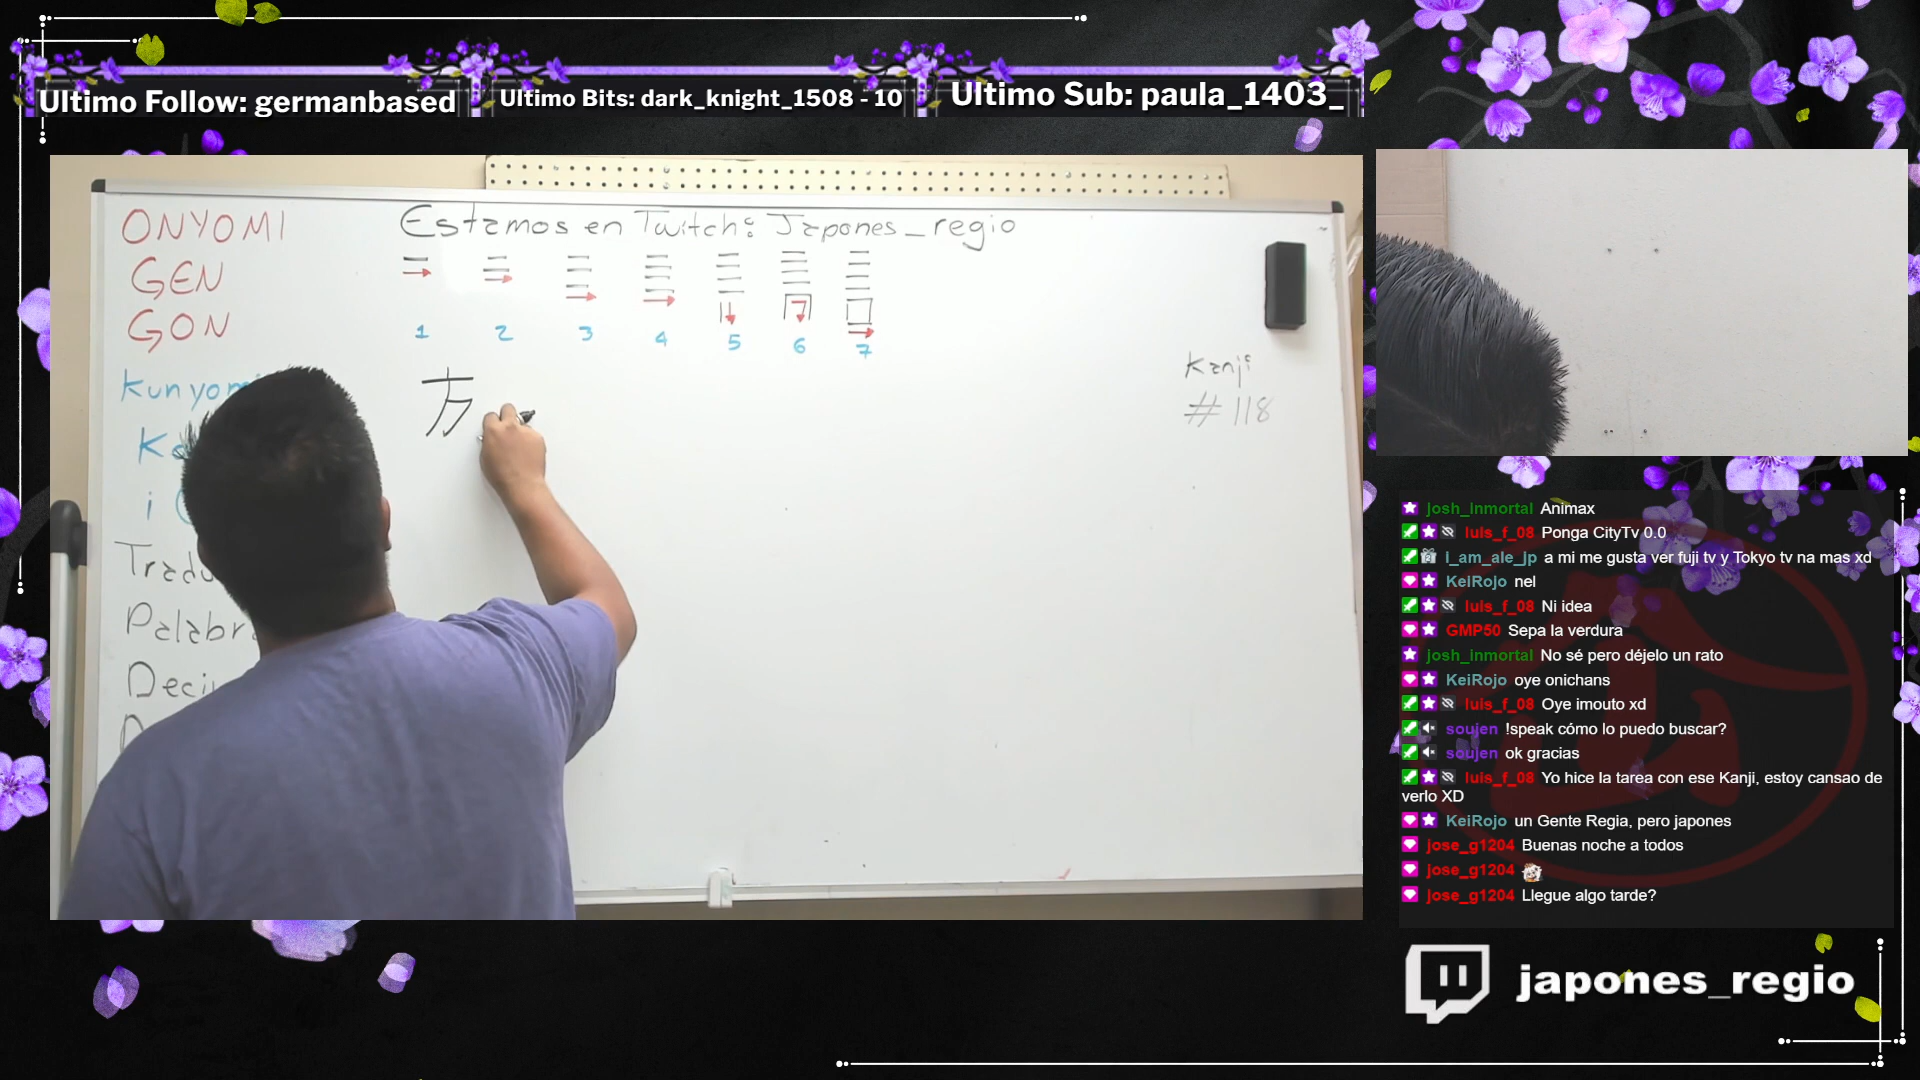 Ultimo Follow: germanbased
Ultimo Bits: dark_knight_1508 - 10
Ultimo Sub: paula_1403_
ONYOMI
GEN
GON
Kunyomi
i
Estamos en Twitch: Japones_regio
1 2 3 4 5 6 7
方
Kanji
#118
josh_inmortal Animax
luis_f_08 Ponga CityTv 0.0
i_am_ale_jp a mi me gusta ver fuji tv y Tokyo tv na mas xd
KeiRojo nel
luis_f_08 Ni idea
GMP50 Sepa la verdura
josh_inmortal No sé pero déjelo un rato
KeiRojo oye onichans
luis_f_08 Oye imouto xd
soujen !speak cómo lo puedo buscar?
soujen ok gracias
luis_f_08 Yo hice la tarea con ese Kanji, estoy cansao de
verlo XD
KeiRojo un Gente Regia, pero japones
jose_g1204 Buenas noche a todos
jose_g1204
jose_g1204 Llegue algo tarde?
japones_regio